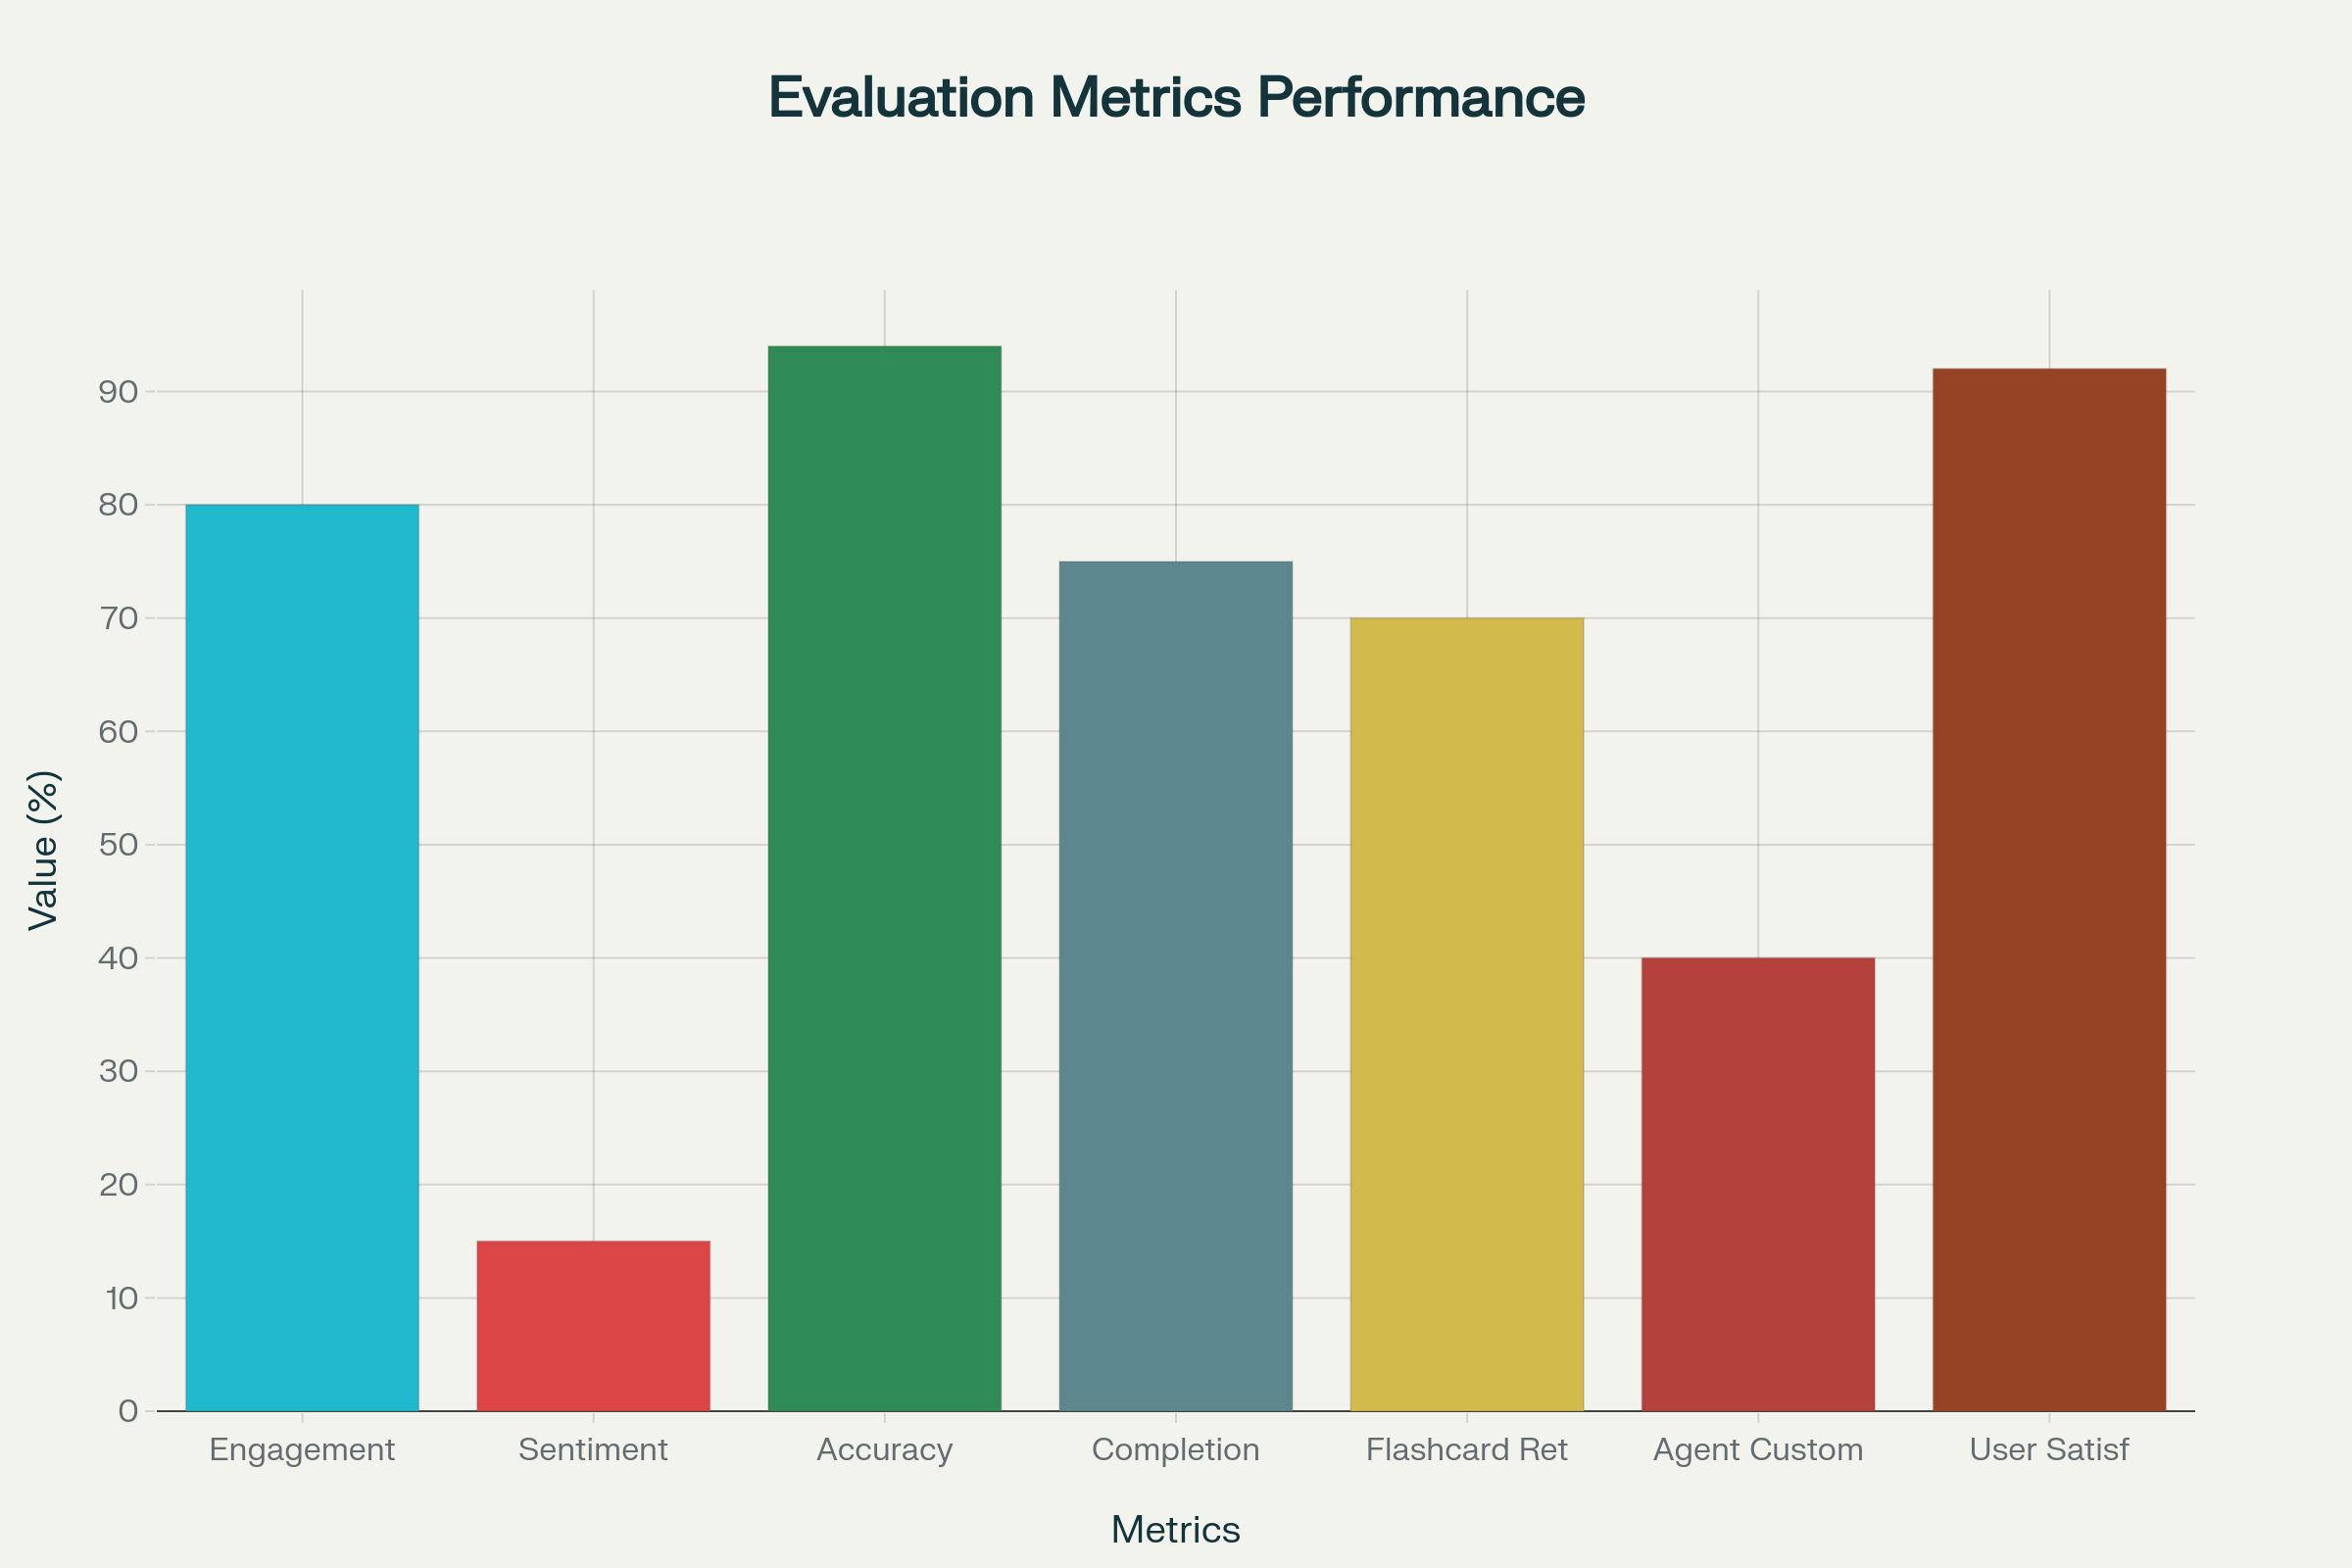 Evaluation Metrics Performance
Value (%)
90
80
70
60
50
40
30
20
10
0
Engagement Sentiment Accuracy Completion Flashcard Ret Agent Custom User Satisf
Metrics